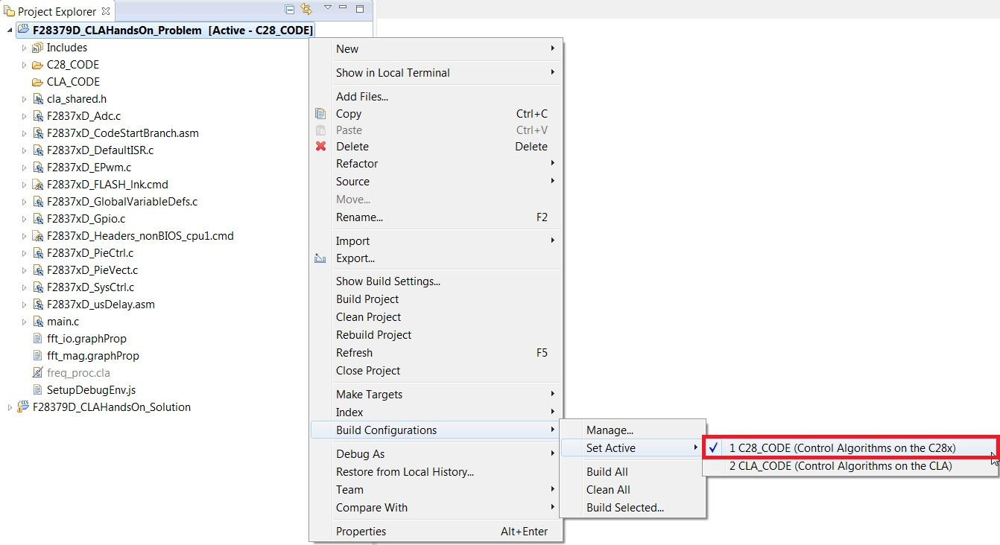 Project Explorer
F28379D_CLAHandsOn_Problem [Active - C28_CODE]
Includes
C28_CODE
CLA_CODE
cla_shared.h
F2837xD_Adc.c
F2837xD_CodeStartBranch.asm
F2837xD_DefaultISR.c
F2837xD_EPwm.c
F2837xD_FLASH_lnk.cmd
F2837xD_GlobalVariableDefs.c
F2837xD_Gpio.c
F2837xD_Headers_nonBIOS_cpu1.cmd
F2837xD_PieCtrl.c
F2837xD_PieVect.c
F2837xD_SysCtrl.c
F2837xD_usDelay.asm
main.c
fft_io.graphProp
fft_mag.graphProp
freq_proc.cla
SetupDebugEnv.js
F28379D_CLAHandsOn_Solution
New
Show in Local Terminal
Add Files...
Copy Ctrl+C
Paste Ctrl+V
Delete Delete
Refactor
Source
Move...
Rename... F2
Import
Export...
Show Build Settings...
Build Project
Clean Project
Rebuild Project
Refresh F5
Close Project
Make Targets
Index
Build Configurations
Debug As
Restore from Local History...
Team
Compare With
Properties Alt+Enter
Manage...
Set Active
Build All
Clean All
Build Selected...
1 C28_CODE (Control Algorithms on the C28x)
2 CLA_CODE (Control Algorithms on the CLA)